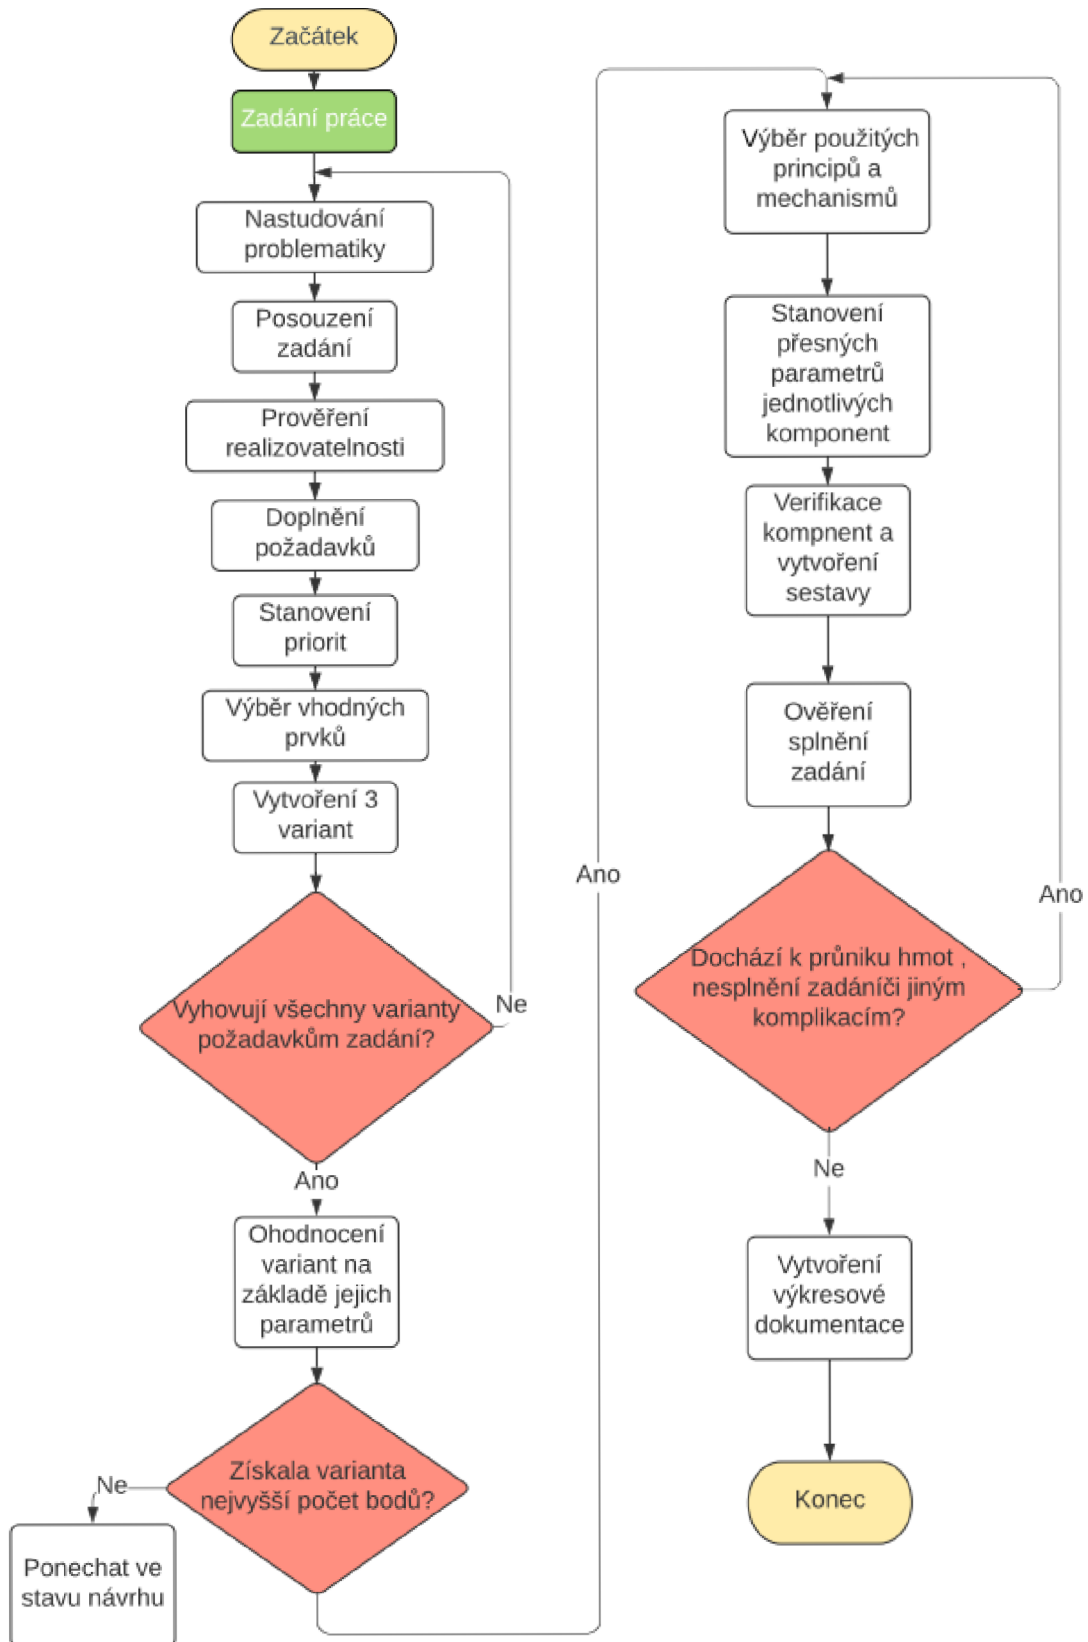 Začátek
Zadání práce
Nastudování
problematiky
Posouzení
zadání
Prověření
realizovatelnosti
Doplnění
požadavků
Stanovení
priorit
Výběr vhodných
prvků
Vytvoření 3
variant
Vyhovují všechny varianty
požadavkům zadání?
Ne
Ano
Ohodnocení
variant na
základě jejich
parametrů
Získala varianta
nejvyšší počet bodů?
Ne
Ponechat ve
stavu návrhu
Ano
Výběr použitých
principů a
mechanismů
Stanovení
přesných
parametrů
jednotlivých
komponent
Verifikace
kompnent a
vytvoření
sestavy
Ověření
splnění
zadání
Dochází k průniku hmot ,
nesplnění zadáníči jiným
komplikacím?
Ano
Ne
Vytvoření
výkresové
dokumentace
Konec